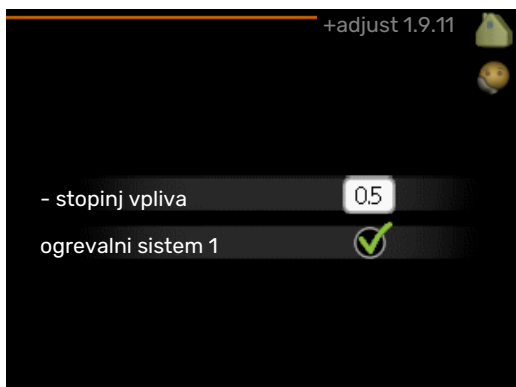 +adjust 1.9.11
- stopinj vpliva 0.5
ogrevalni sistem 1